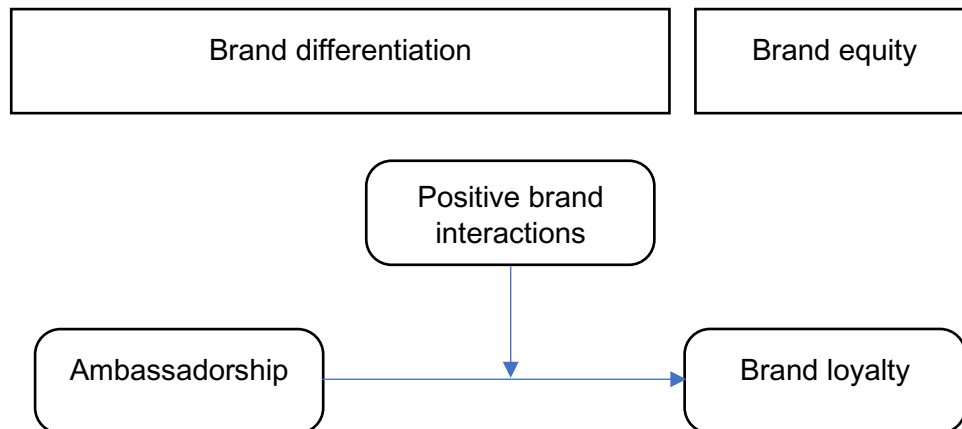 Brand differentiation
Brand equity
Positive brand
interactions
Ambassadorship
Brand loyalty